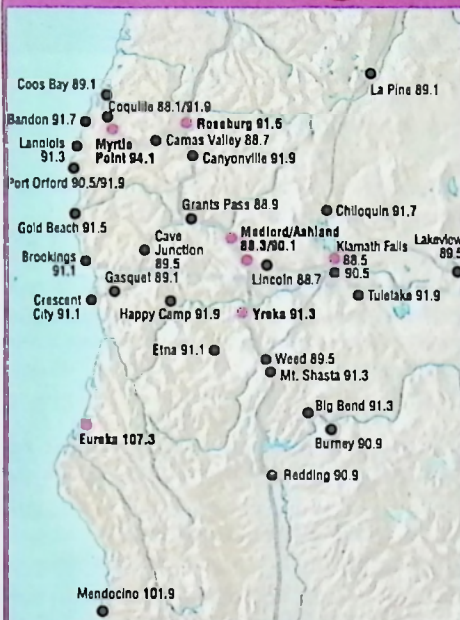 Coos Bay 89.1
La Pine 89.1
Coquille 88.1/91.9
Bandon 91.7
Roseburg 91.5
Langlois
91.3
Myrtle
Point 94.1
Camas Valley 88.7
Canyonville 91.9
Port Orford 90.5/91.9
Grants Pass 88.9
Chiloquin 91.7
Gold Beach 91.5
Medford/Ashland
88.3/90.1
Cave
Junction
89.5
Klamath Falls
88.5
90.5
Lakeview
89.5
Brookings
91.1
Lincoln 88.7
Gasquet 89.1
Crescent
City 91.1
Happy Camp 91.9
Yreka 91.3
Tulelake 91.9
Etna 91.1
Weed 89.5
Mt. Shasta 91.3
Big Bend 91.3
Eureka 107.3
Burney 90.9
Redding 90.9
Mendocino 101.9